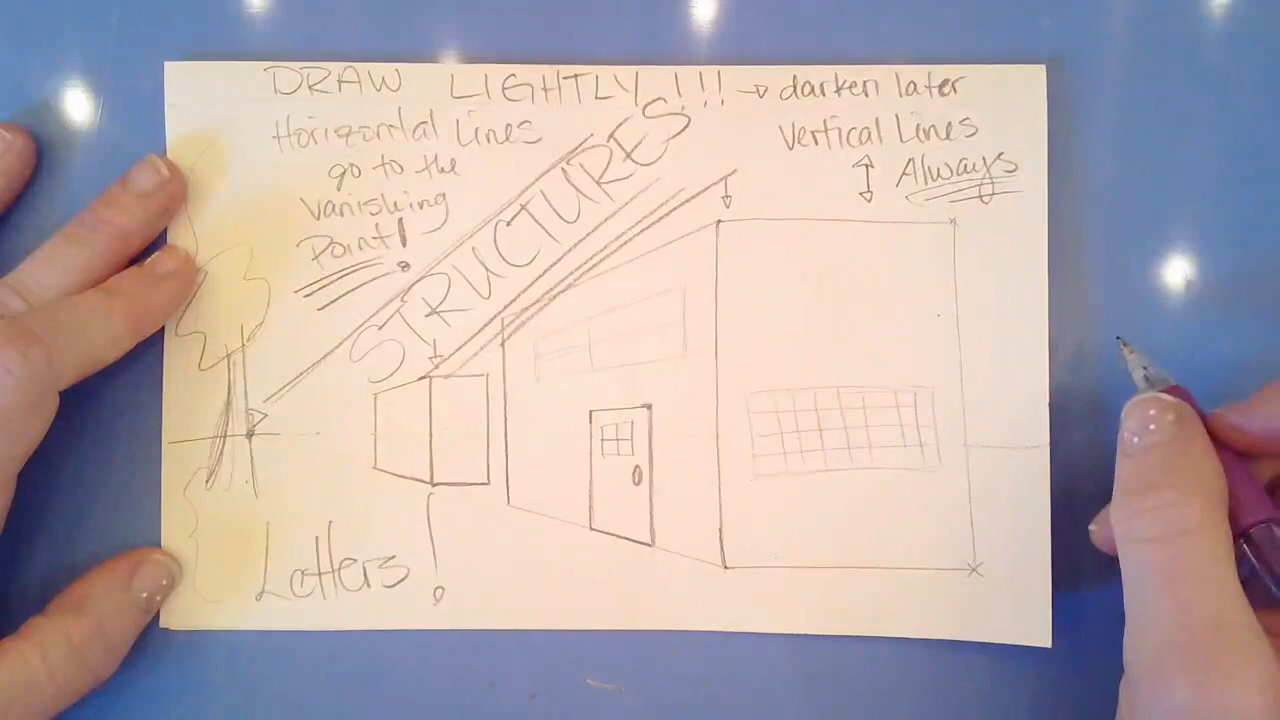 DRAW LIGHTLY!!! → darken later
Horizontal Lines
go to the
vanishing
Point!
Vertical Lines
↕ Always
STRUCTURES
Letters!